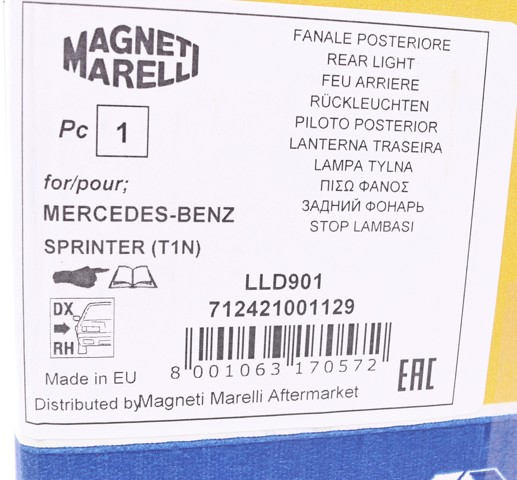 MAGNETI
MARELLI
Pc 1
FANALE POSTERIORE
REAR LIGHT
FEU ARRIERE
RÜCKLEUCHTEN
PILOTO POSTERIOR
LANTERNA TRASEIRA
LAMPA TYLNA
ΠΙΣΩ ΦΑΝΟΣ
ЗАДНИЙ ФОНАРЬ
STOP LAMBASI
for/pour;
MERCEDES-BENZ
SPRINTER (T1N)
DX
RH
LLD901
712421001129
8 001063 170572
EAC
Made in EU
Distributed by Magneti Marelli Aftermarket